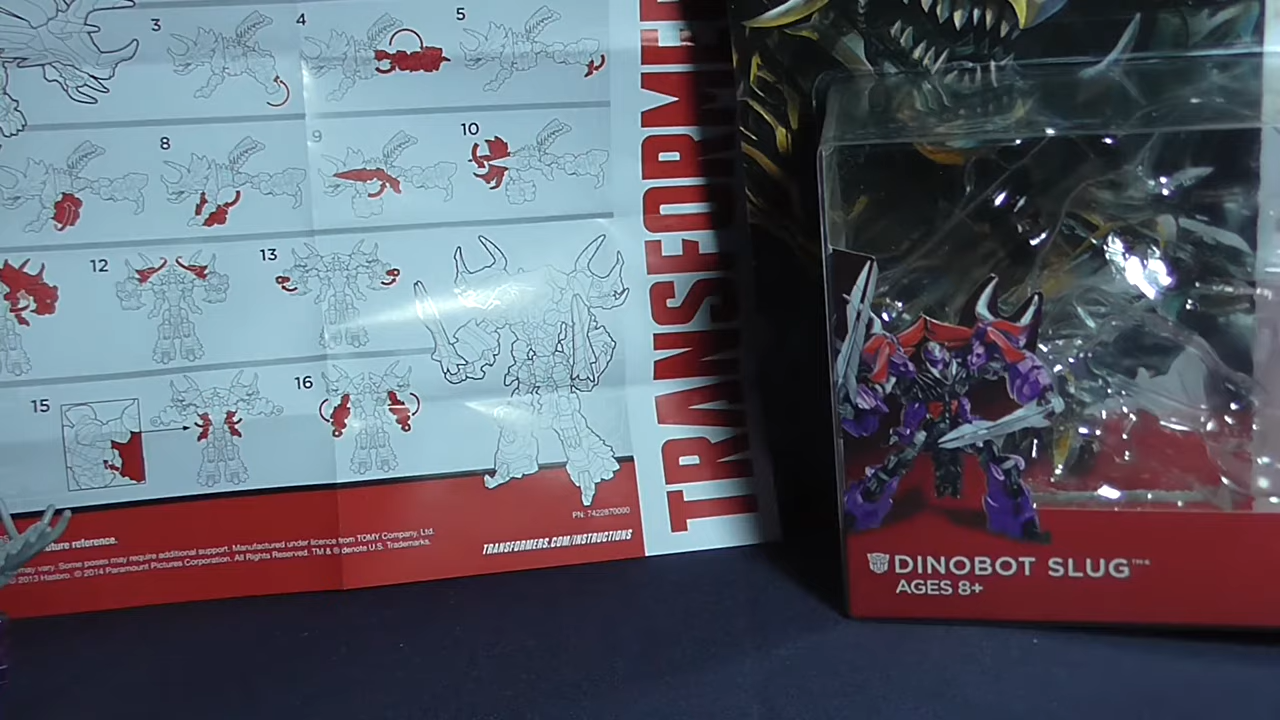 3
4
5
8
9
10
12
13
15
16
future reference.
may vary. Some poses may require additional support. Manufactured under licence from TOMY Company, Ltd.
2013 Hasbro. © 2014 Paramount Pictures Corporation. All Rights Reserved. TM & ® denote U.S. Trademarks.
PN: 7422870000
TRANSFORMERS.COM/INSTRUCTIONS
TRANSFORMER
DINOBOT SLUG™
AGES 8+